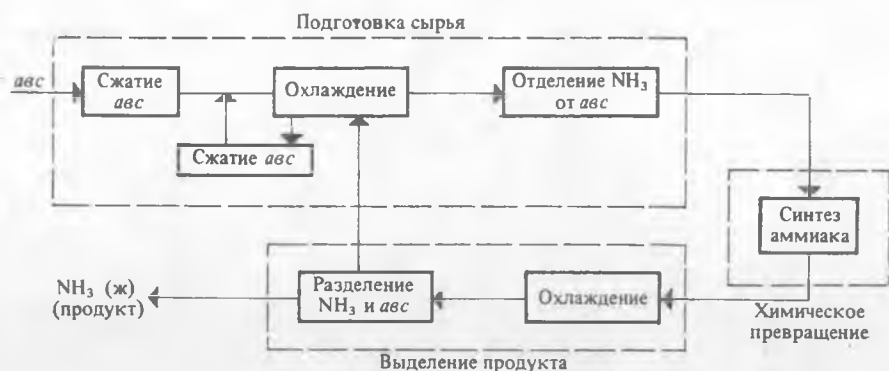 Подготовка сырья
авс
Сжатие
авс
Охлаждение
Отделение NH₃
от авс
Сжатие авс
Синтез
аммиака
Химическое
превращение
NH₃ (ж)
(продукт)
Разделение
NH₃ и авс
Охлаждение
Выделение продукта